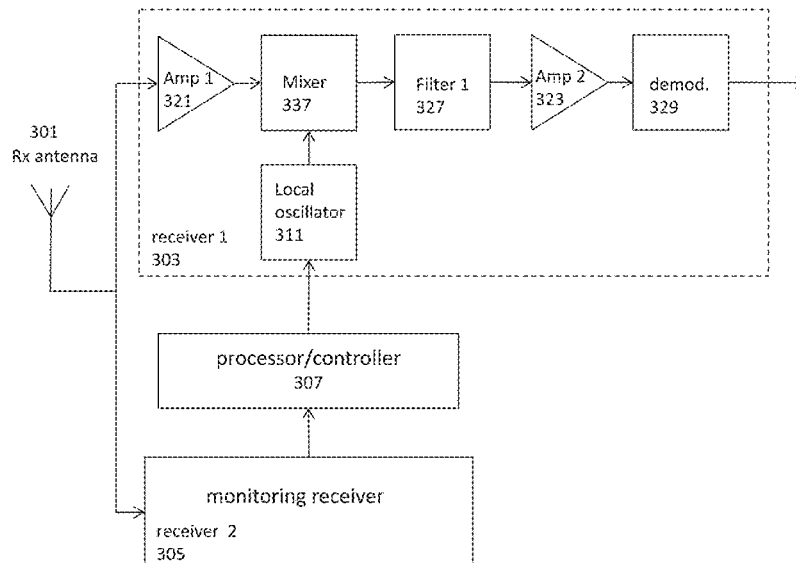 Amp 1
321
Mixer
337
Filter 1
327
Amp 2
323
demod.
329
301
Rx antenna
Local
oscillator
311
receiver 1
303
processor/controller
307
monitoring receiver
receiver 2
305